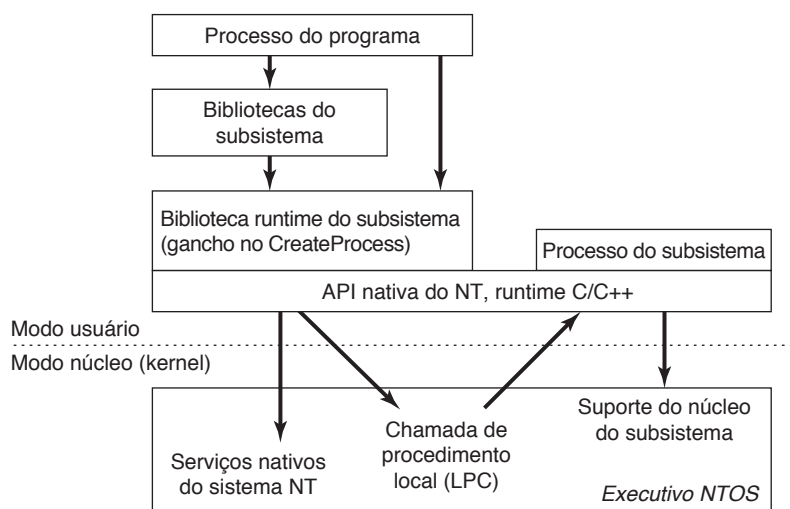 Processo do programa
Bibliotecas do
subsistema
Biblioteca runtime do subsistema
(gancho no CreateProcess)
Processo do subsistema
API nativa do NT, runtime C/C++
Modo usuário
Modo núcleo (kernel)
Serviços nativos
do sistema NT
Chamada de
procedimento
local (LPC)
Suporte do núcleo
do subsistema
Executivo NTOS